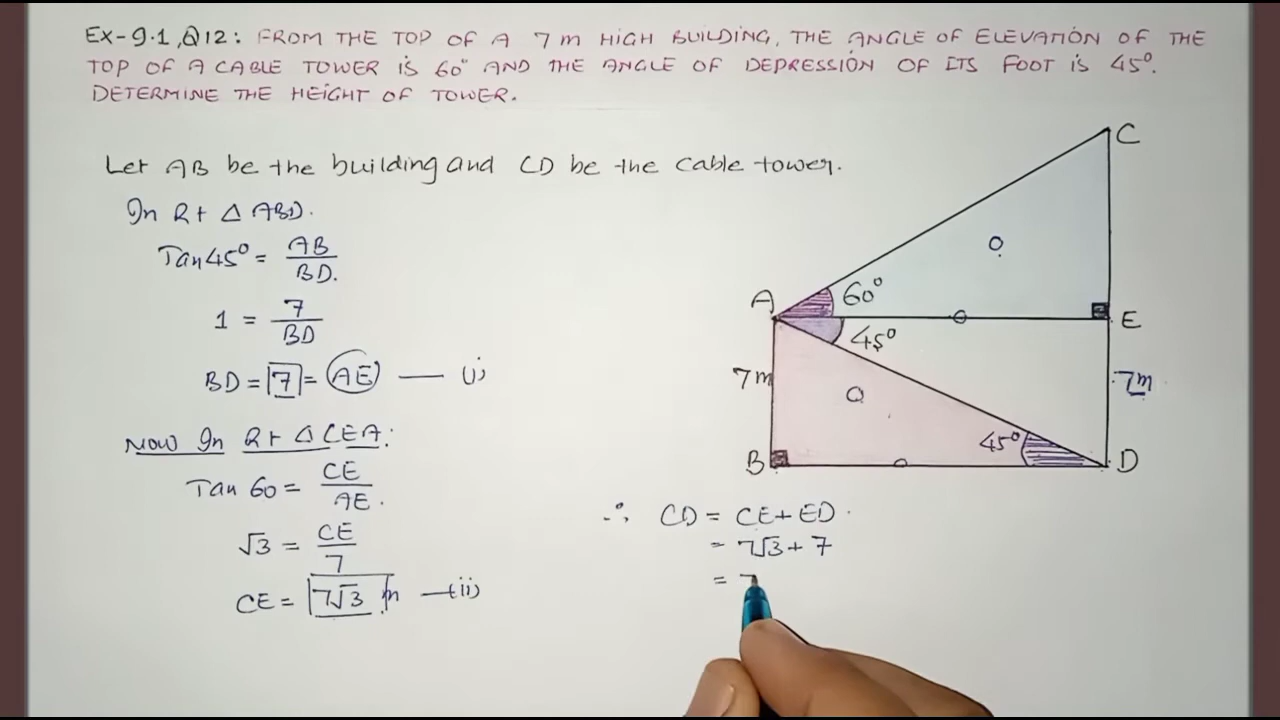 Ex-9.1, Q12: FROM THE TOP OF A 7 m HIGH BUILDING, THE ANGLE OF ELEVATION OF THE
TOP OF A CABLE TOWER IS 60° AND THE ANGLE OF DEPRESSION OF ITS FOOT IS 45°.
DETERMINE THE HEIGHT OF TOWER.
Let AB be the building and CD be the cable tower.
In Rt △ ABD.
Tan 45° = AB
BD.
1 = 7
BD
BD = 7 = AE — (i)
Now In Rt △ CEA:
Tan 60 = CE
AE.
√3 = CE
7
CE = 7√3 m — (ii)
C
A
60°
E
45°
7m
7m
45°
B
D
∴ CD = CE + ED.
= 7√3 + 7
= 7